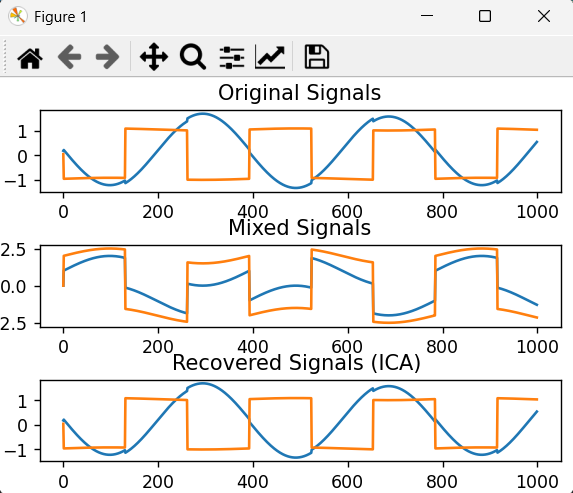 Figure 1
Original Signals
1
0
−1
0 200 400 600 800 1000
Mixed Signals
2.5
0.0
2.5
0 200 400 600 800 1000
Recovered Signals (ICA)
1
0
−1
0 200 400 600 800 1000